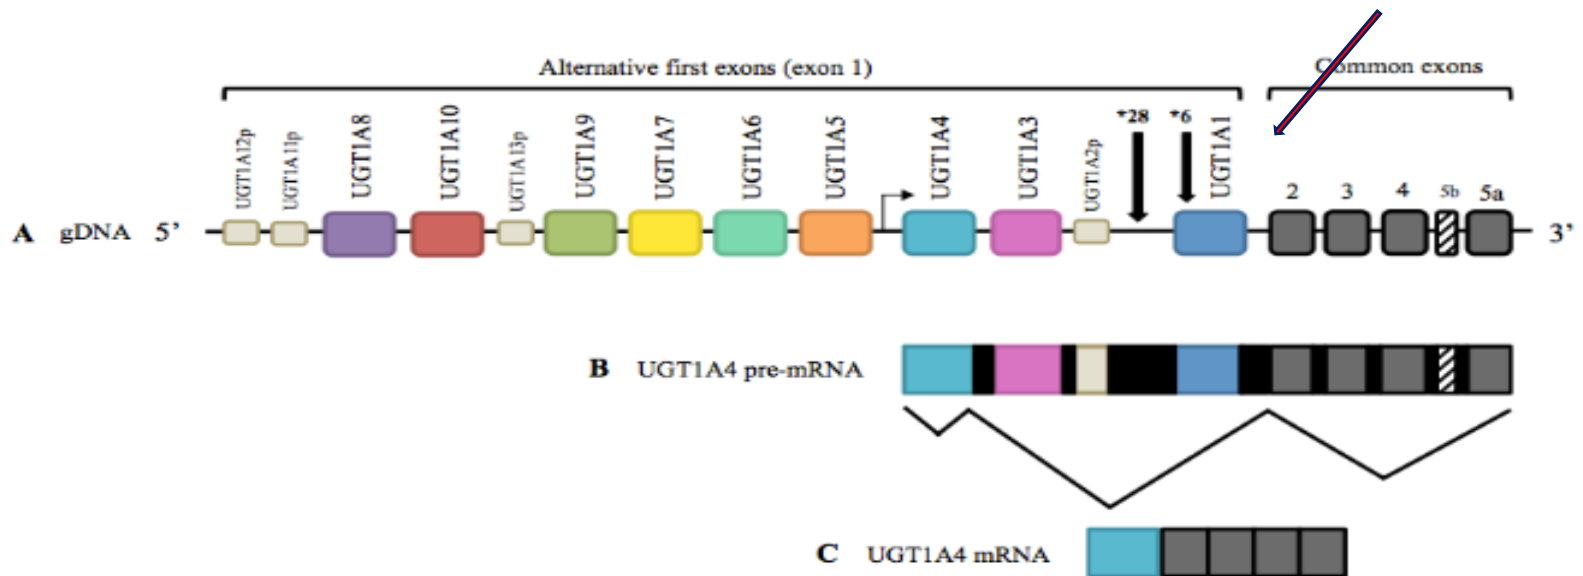 Alternative first exons (exon 1)
Common exons
UGT1A12p
UGT1A11p
UGT1A8
UGT1A10
UGT1A13p
UGT1A9
UGT1A7
UGT1A6
UGT1A5
UGT1A4
UGT1A3
UGT1A2p
*28
*6
UGT1A1
2 3 4 5b 5a
A gDNA 5’ 3’
B UGT1A4 pre-mRNA
C UGT1A4 mRNA